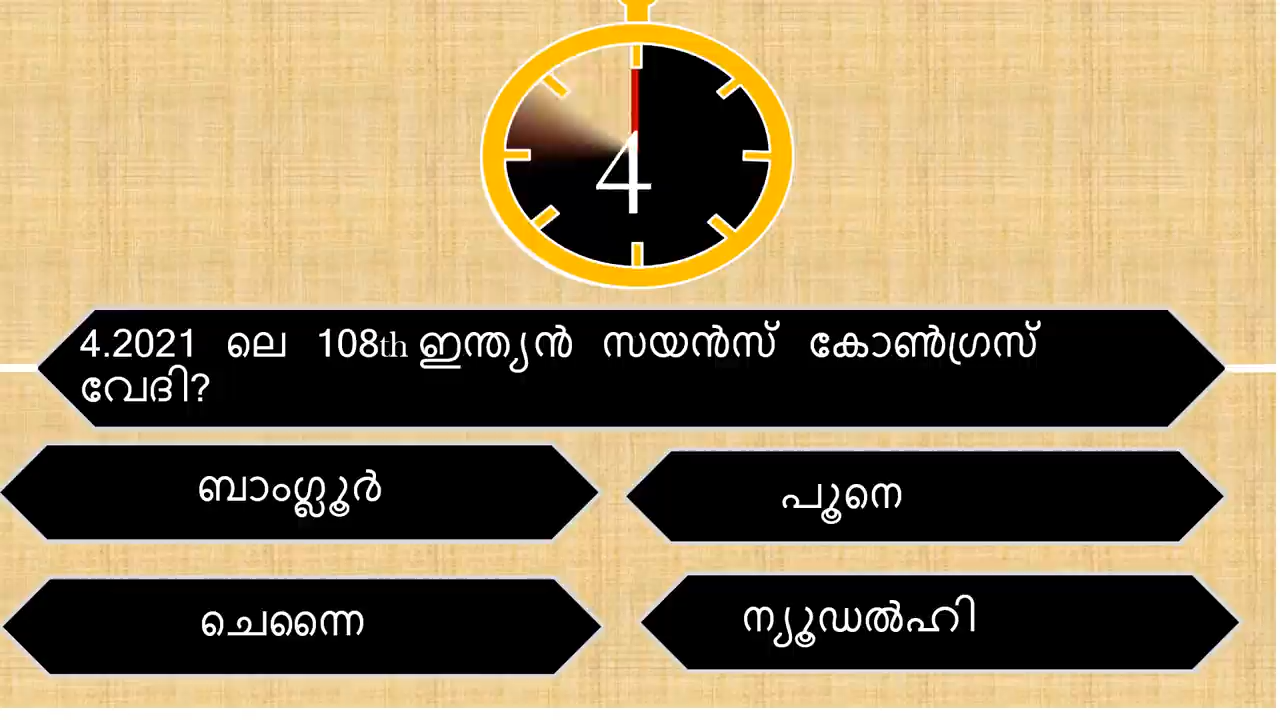 4
4.2021 ലെ 108th ഇന്ത്യൻ സയൻസ് കോൺഗ്രസ്
വേദി?
ബാംഗ്ലൂർ
പൂനെ
ചെന്നൈ
ന്യൂഡൽഹി